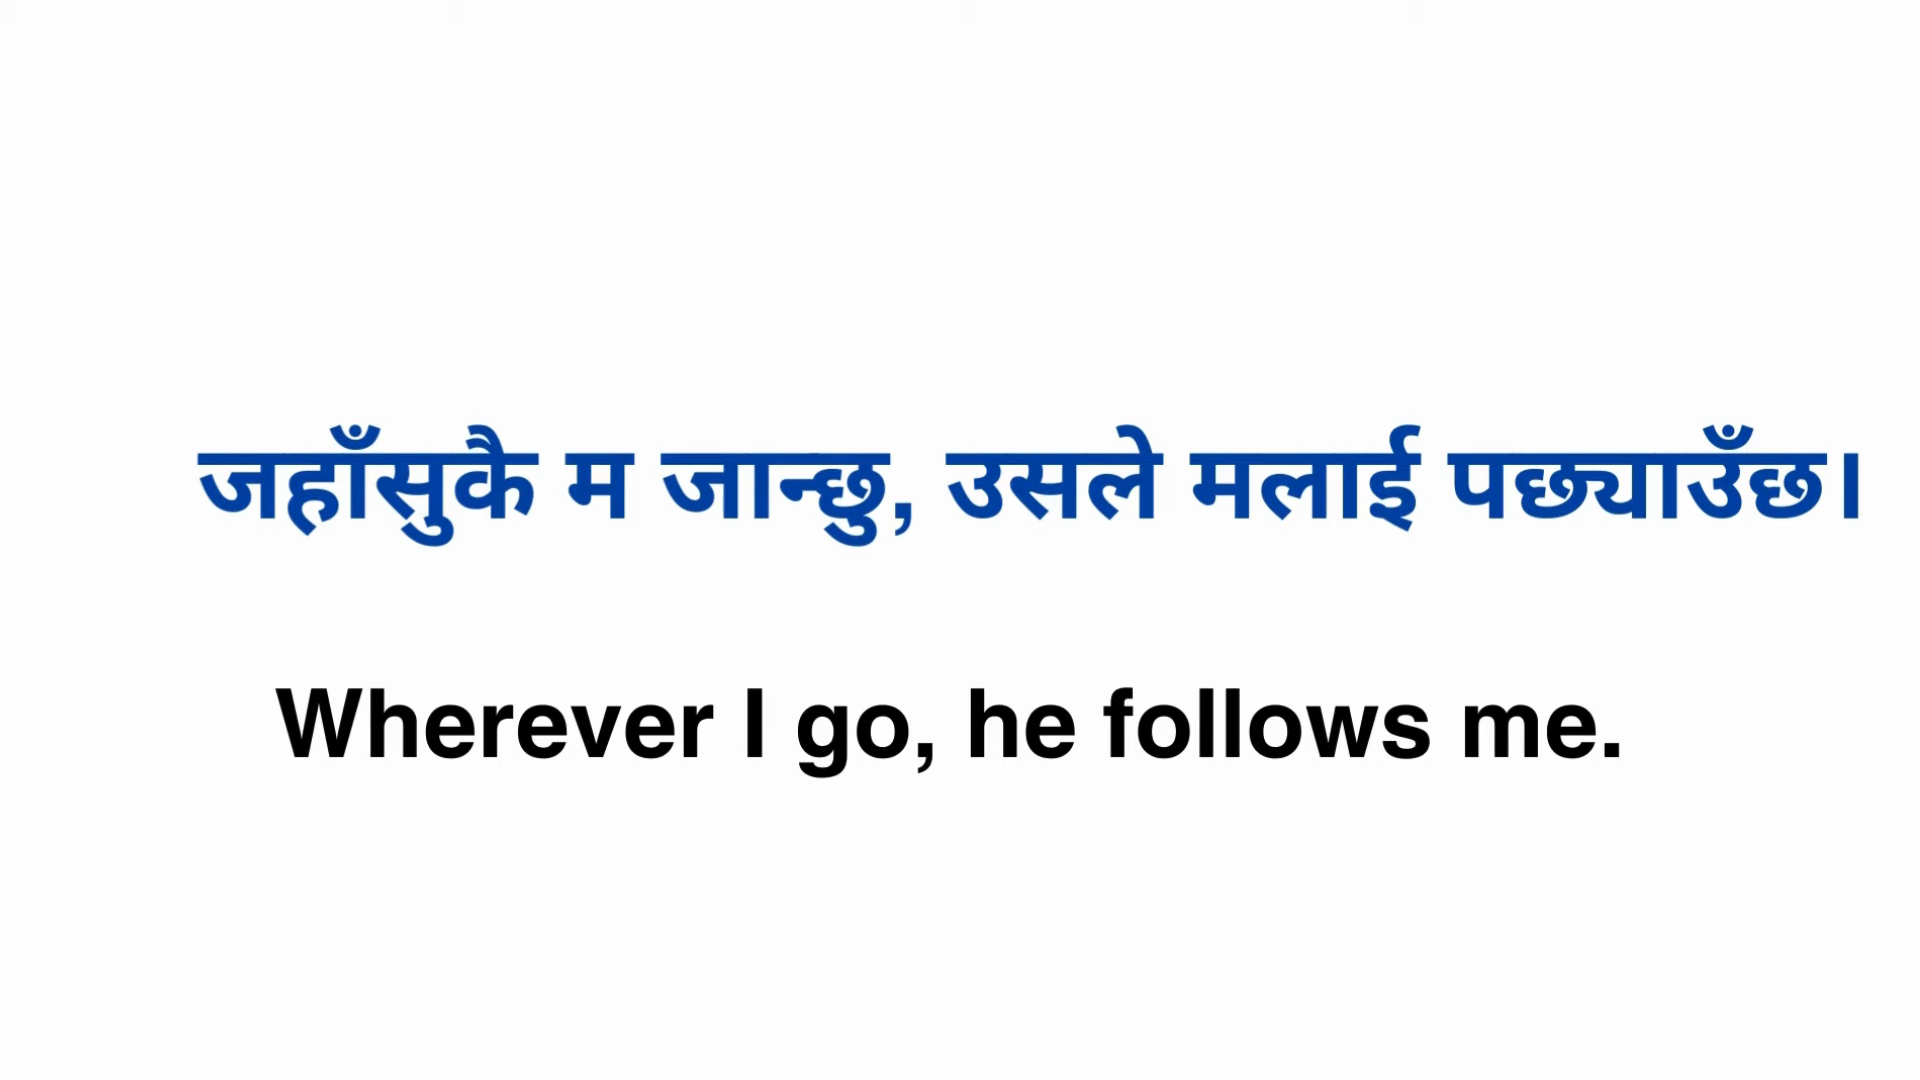 जहाँसुकै म जान्छु, उसले मलाई पछ्याउँछ।
Wherever I go, he follows me.